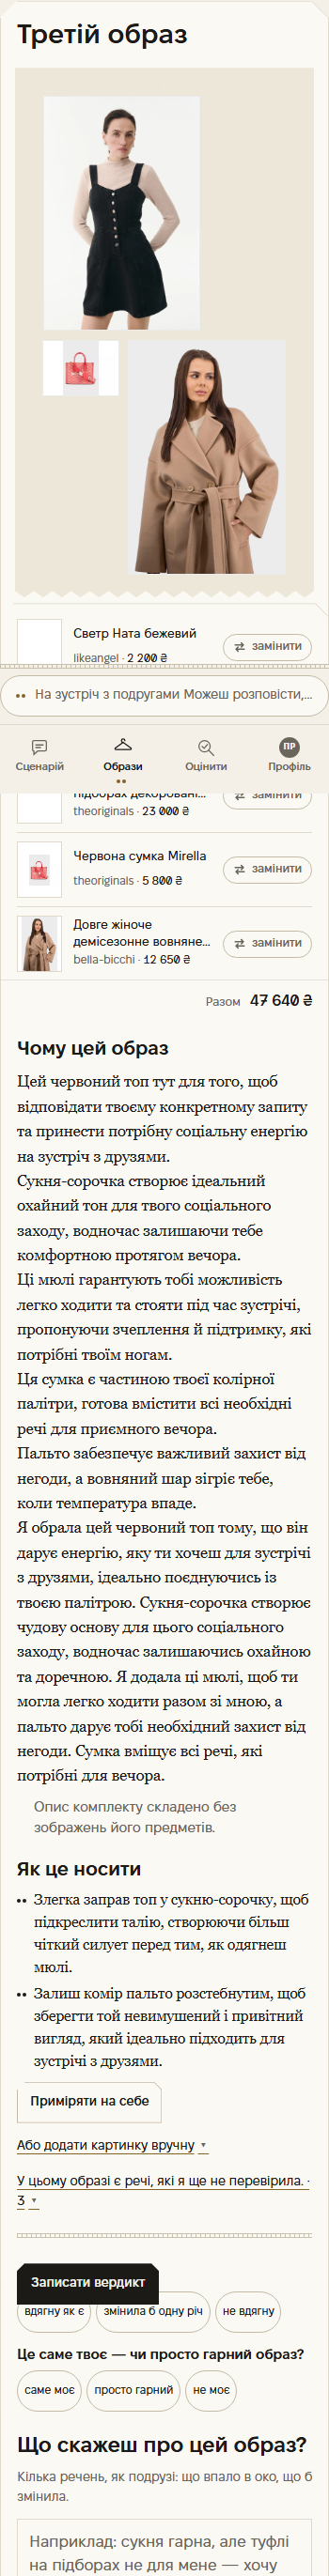 Третій образ
Светр Ната бежевий
likeangel · 2 200 ₴
замінити
На зустріч з подругами Можеш розповісти,...
ПР
Сценарій
Образи
Оцінити
Профіль
theoriginals · 23 000 ₴
замінити
Червона сумка Mirella
theoriginals · 5 800 ₴
замінити
Довге жіноче
демісезонне вовняне...
bella-bicchi · 12 650 ₴
замінити
Разом 47 640 ₴
Чому цей образ
Цей червоний топ тут для того, щоб
відповідати твоєму конкретному запиту
та принести потрібну соціальну енергію
на зустріч з друзями.
Сукня-сорочка створює ідеальний
охайний тон для твого соціального
заходу, водночас залишаючи тебе
комфортною протягом вечора.
Ці мюлі гарантують тобі можливість
легко ходити та стояти під час зустрічі,
пропонуючи зчеплення й підтримку, які
потрібні твоїм ногам.
Ця сумка є частиною твоєї колірної
палітри, готова вмістити всі необхідні
речі для приємного вечора.
Пальто забезпечує важливий захист від
негоди, а вовняний шар зігріє тебе,
коли температура впаде.
Я обрала цей червоний топ тому, що він
дарує енергію, яку ти хочеш для зустрічі
з друзями, ідеально поєднуючись із
твоєю палітрою. Сукня-сорочка створює
чудову основу для цього соціального
заходу, водночас залишаючись охайною
та доречною. Я додала ці мюлі, щоб ти
могла легко ходити разом зі мною, а
пальто дарує тобі необхідний захист від
негоди. Сумка вміщує всі речі, які
потрібні для вечора.
Опис комплекту складено без
зображень його предметів.
Як це носити
•• Злегка заправ топ у сукню-сорочку, щоб
підкреслити талію, створюючи більш
чіткий силует перед тим, як одягнеш
мюлі.
•• Залиш комір пальто розстебнутим, щоб
зберегти той невимушений і привітний
вигляд, який ідеально підходить для
зустрічі з друзями.
Приміряти на себе
Або додати картинку вручну ▾
У цьому образі є речі, які я ще не перевірила. ·
3 ▾
Записати вердикт
вдягну як є
змінила б одну річ
не вдягну
Це саме твоє — чи просто гарний образ?
саме моє
просто гарний
не моє
Що скажеш про цей образ?
Кілька речень, як подрузі: що впало в око, що б
змінила.
Наприклад: сукня гарна, але туфлі
на підборах не для мене — хочу